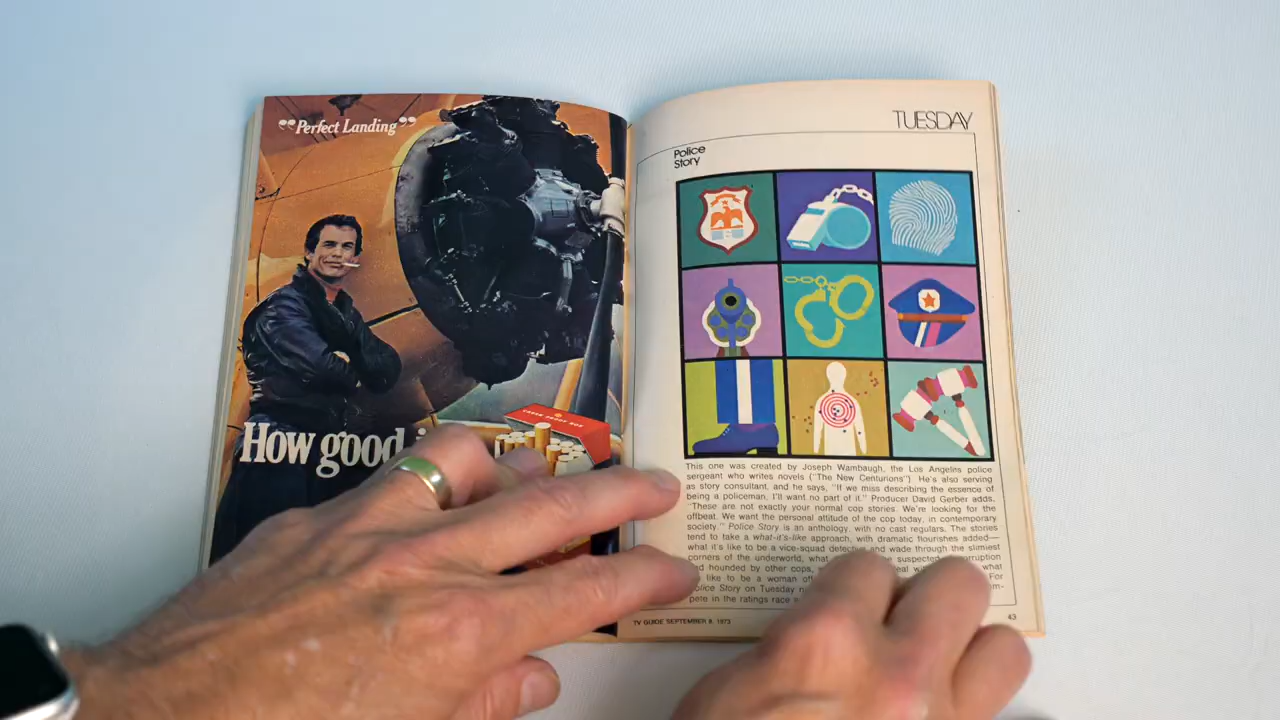 "Perfect Landing"
How good
TUESDAY
Police
Story
This one was created by Joseph Wambaugh, the Los Angeles police
sergeant who writes novels ("The New Centurions"). He's also serving
as story consultant, and he says, "If we miss describing the essence of
being a policeman, I'll want no part of it." Producer David Gerber adds,
"These are not exactly your normal cop stories. We're looking for the
offbeat. We want the personal attitude of the cop today, in contemporary
society." Police Story is an anthology, with no cast regulars. The stories
tend to take a what-it's-like approach, with dramatic flourishes added—
what it's like to be a vice-squad detective and wade through the slimiest
corners of the underworld, what suspected corruption
and hounded by other cops, what
like to be a woman For
Police Story on Tuesday
pete in the ratings race
TV GUIDE SEPTEMBER 8, 1973
43